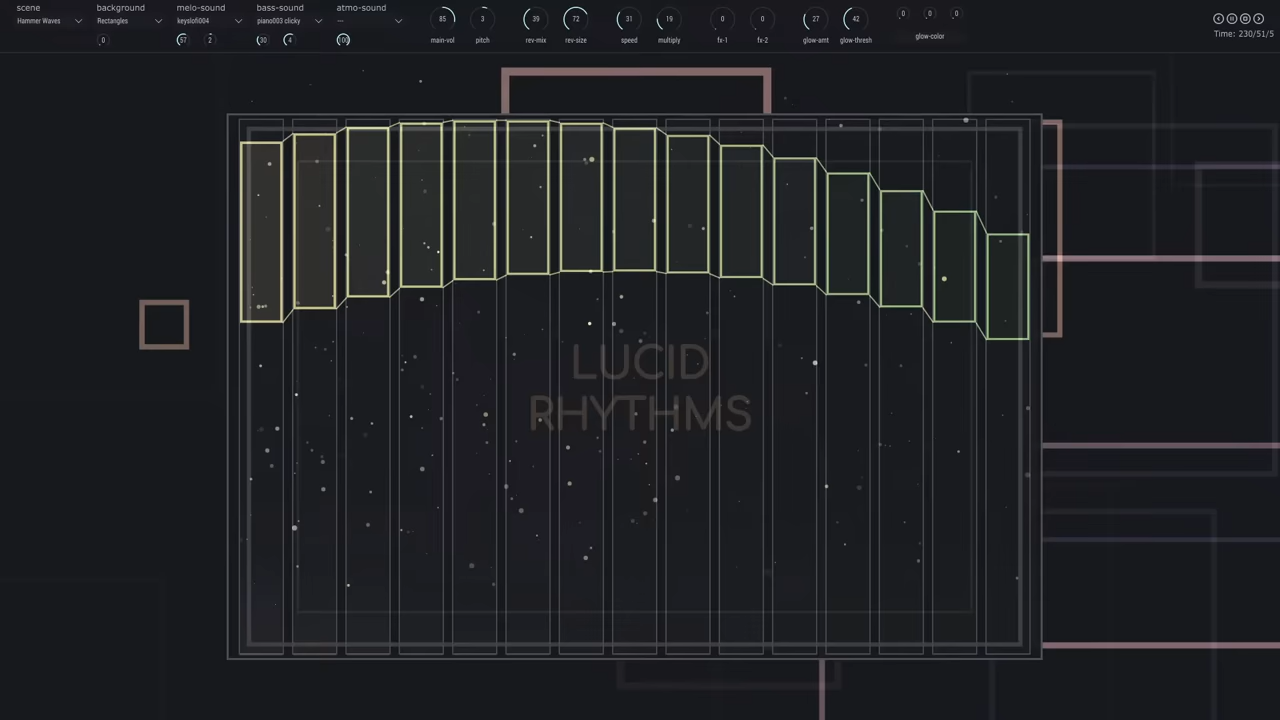 scene
Hammer Waves
background
Rectangles
0
melo-sound
keyslofi004
57 2
bass-sound
piano003 clicky
30 4
atmo-sound
---
100
85 3 39 72 31 19 0 0 27 42 0 0 0
main-vol pitch rev-mix rev-size speed multiply fx-1 fx-2 glow-amt glow-thresh glow-color
Time: 230/51/5
LUCID
RHYTHMS